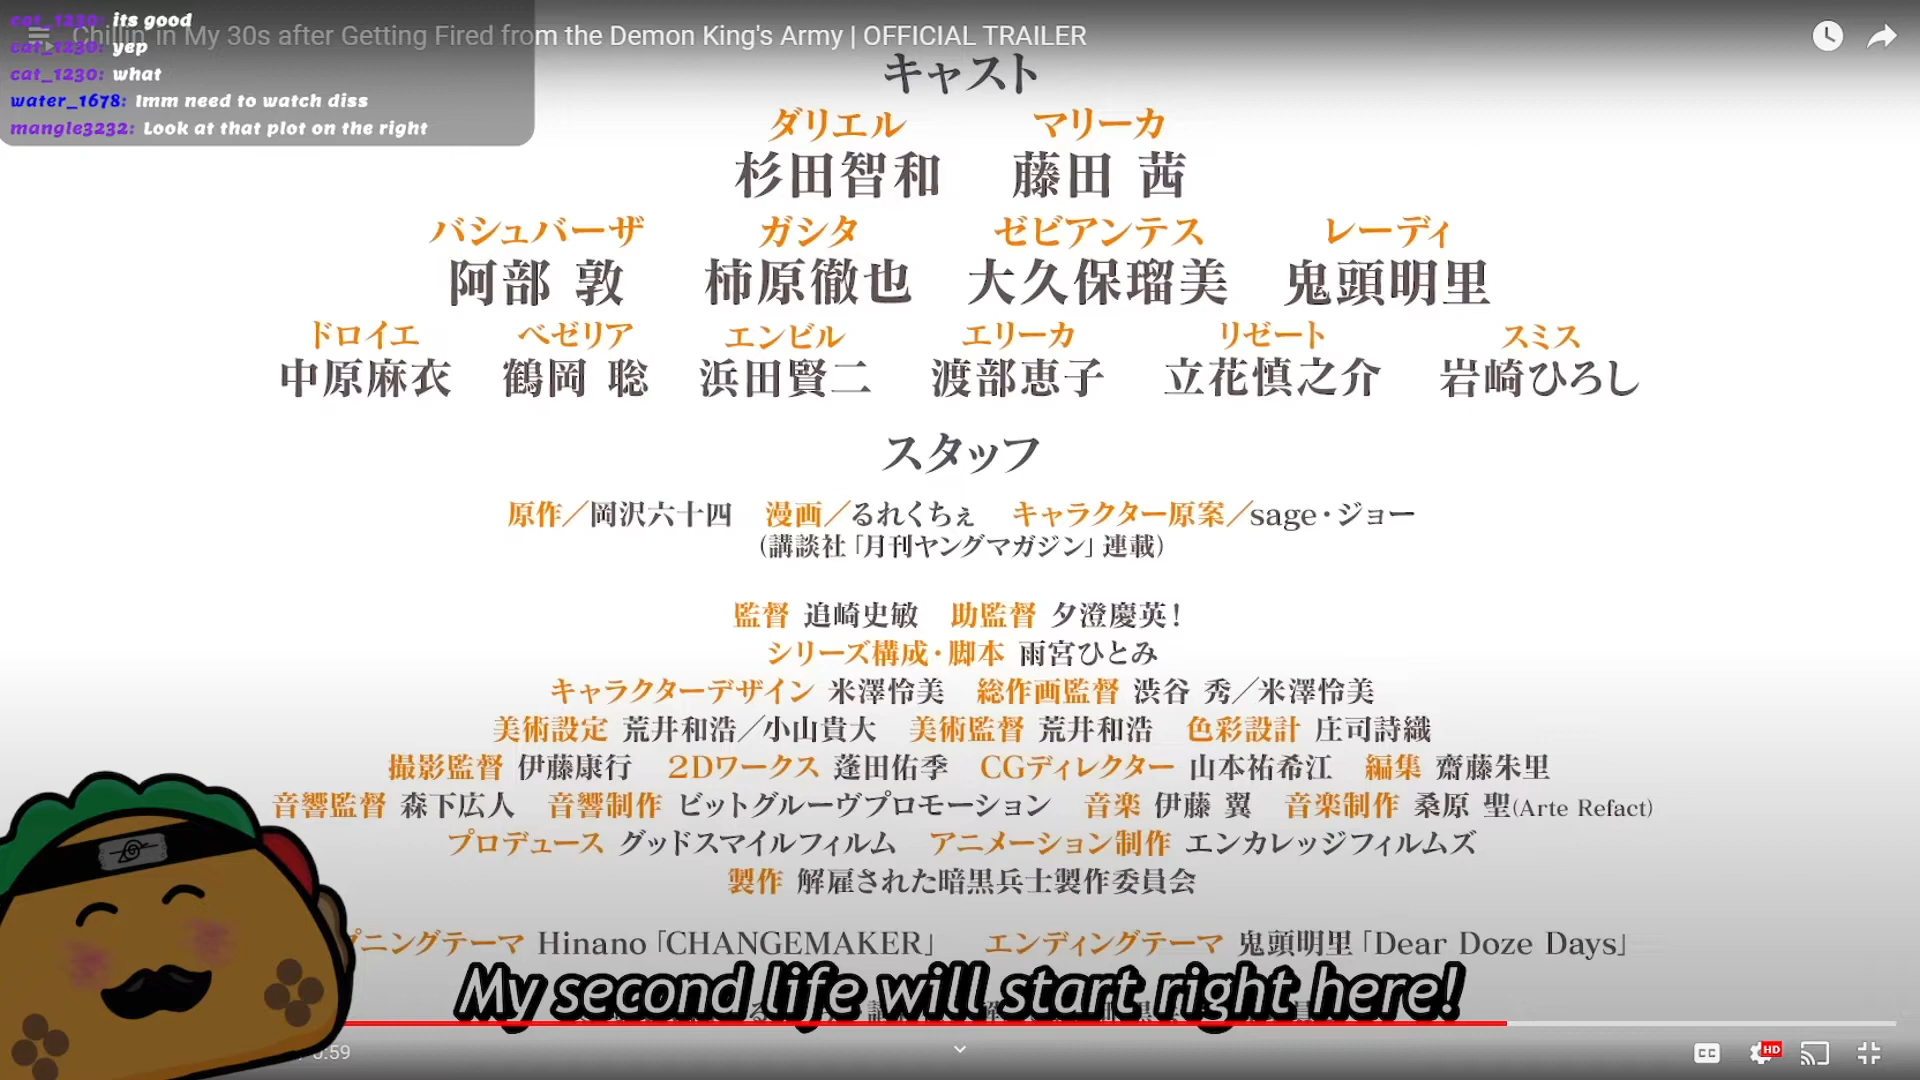 cat_1230: its good
cat_1230: yep
cat_1230: what
water_1678: Imm need to watch diss
mangle3232: Look at that plot on the right
Chillin' in My 30s after Getting Fired from the Demon King's Army | OFFICIAL TRAILER
キャスト
ダリエル マリーカ
杉田智和 藤田 茜
バシュバーザ ガシタ ゼビアンテス レーディ
阿部 敦 柿原徹也 大久保瑠美 鬼頭明里
ドロイエ ベゼリア エンビル エリーカ リゼート スミス
中原麻衣 鶴岡 聡 浜田賢二 渡部恵子 立花慎之介 岩崎ひろし
スタッフ
原作／岡沢六十四 漫画／るれくちぇ キャラクター原案／sage・ジョー
（講談社「月刊ヤングマガジン」連載）
監督 追崎史敏 助監督 夕澄慶英！
シリーズ構成・脚本 雨宮ひとみ
キャラクターデザイン 米澤怜美 総作画監督 渋谷 秀／米澤怜美
美術設定 荒井和浩／小山貴大 美術監督 荒井和浩 色彩設計 庄司詩織
撮影監督 伊藤康行 2Dワークス 蓬田佑季 CGディレクター 山本祐希江 編集 齋藤朱里
音響監督 森下広人 音響制作 ビットグルーヴプロモーション 音楽 伊藤 翼 音楽制作 桑原 聖(Arte Refact)
プロデュース グッドスマイルフィルム アニメーション制作 エンカレッジフィルムズ
製作 解雇された暗黒兵士製作委員会
プニングテーマ Hinano「CHANGEMAKER」 エンディングテーマ 鬼頭明里「Dear Doze Days」
My second life will start right here!
:59
CC
HD